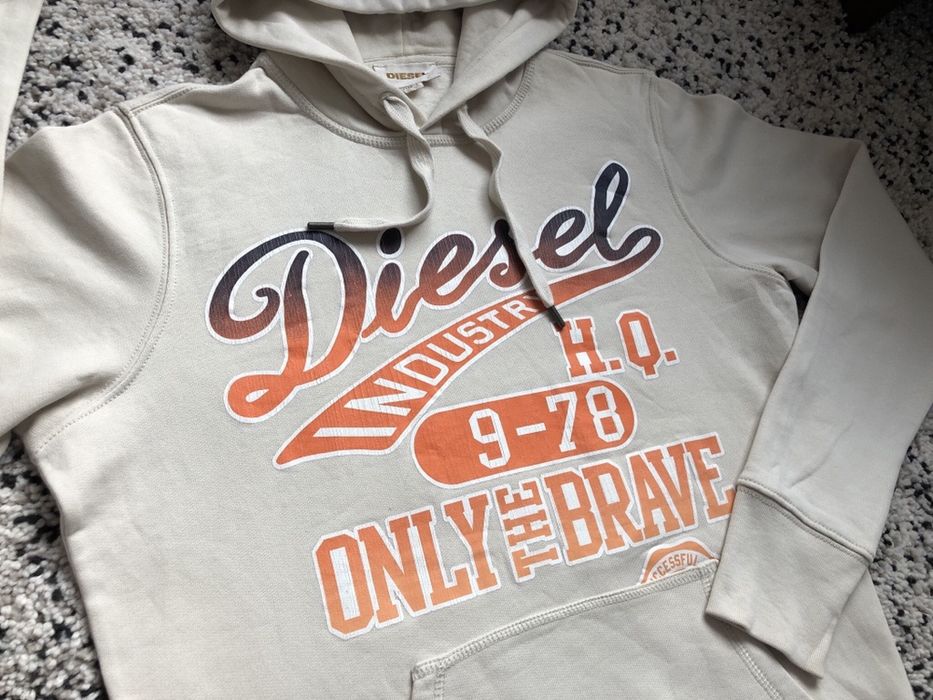 DIESEL
Diesel
INDUSTRY
H.Q.
9-78
ONLY THE BRAVE